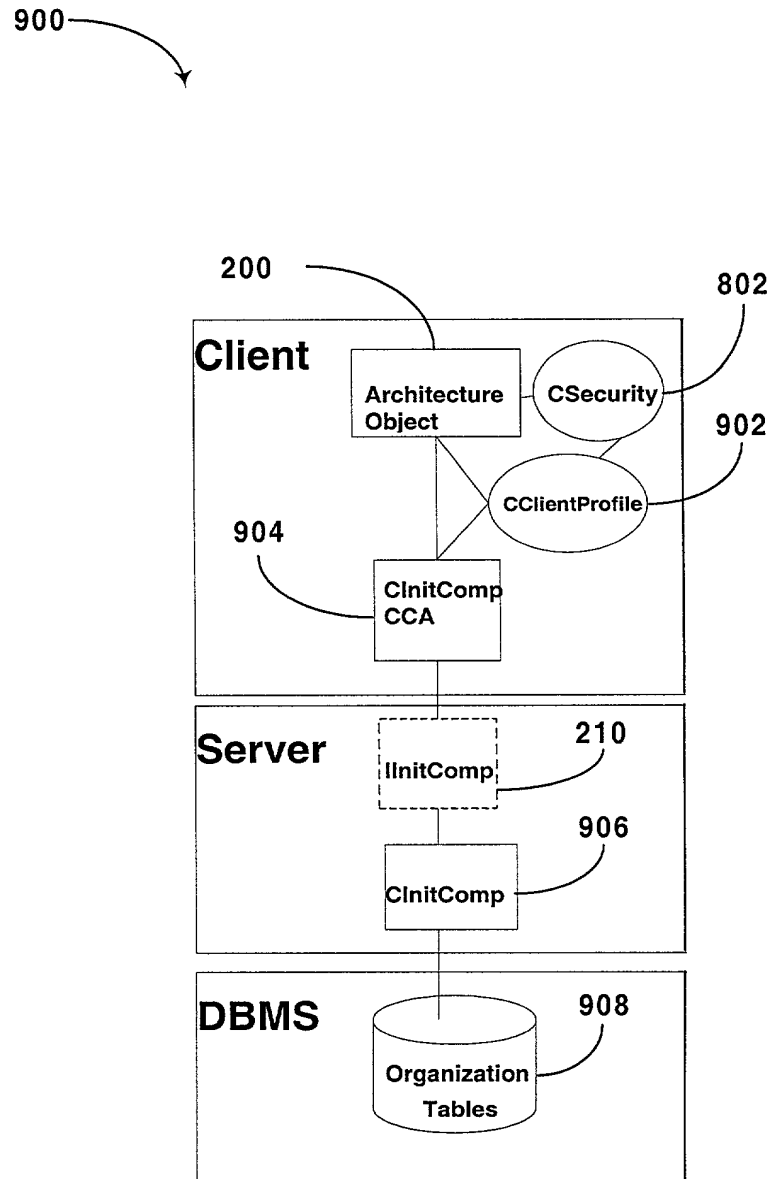 900
200
802
Client
Architecture
Object
CSecurity
902
CClientProfile
904
CInitComp
CCA
Server
210
IInitComp
906
CInitComp
DBMS
908
Organization
Tables